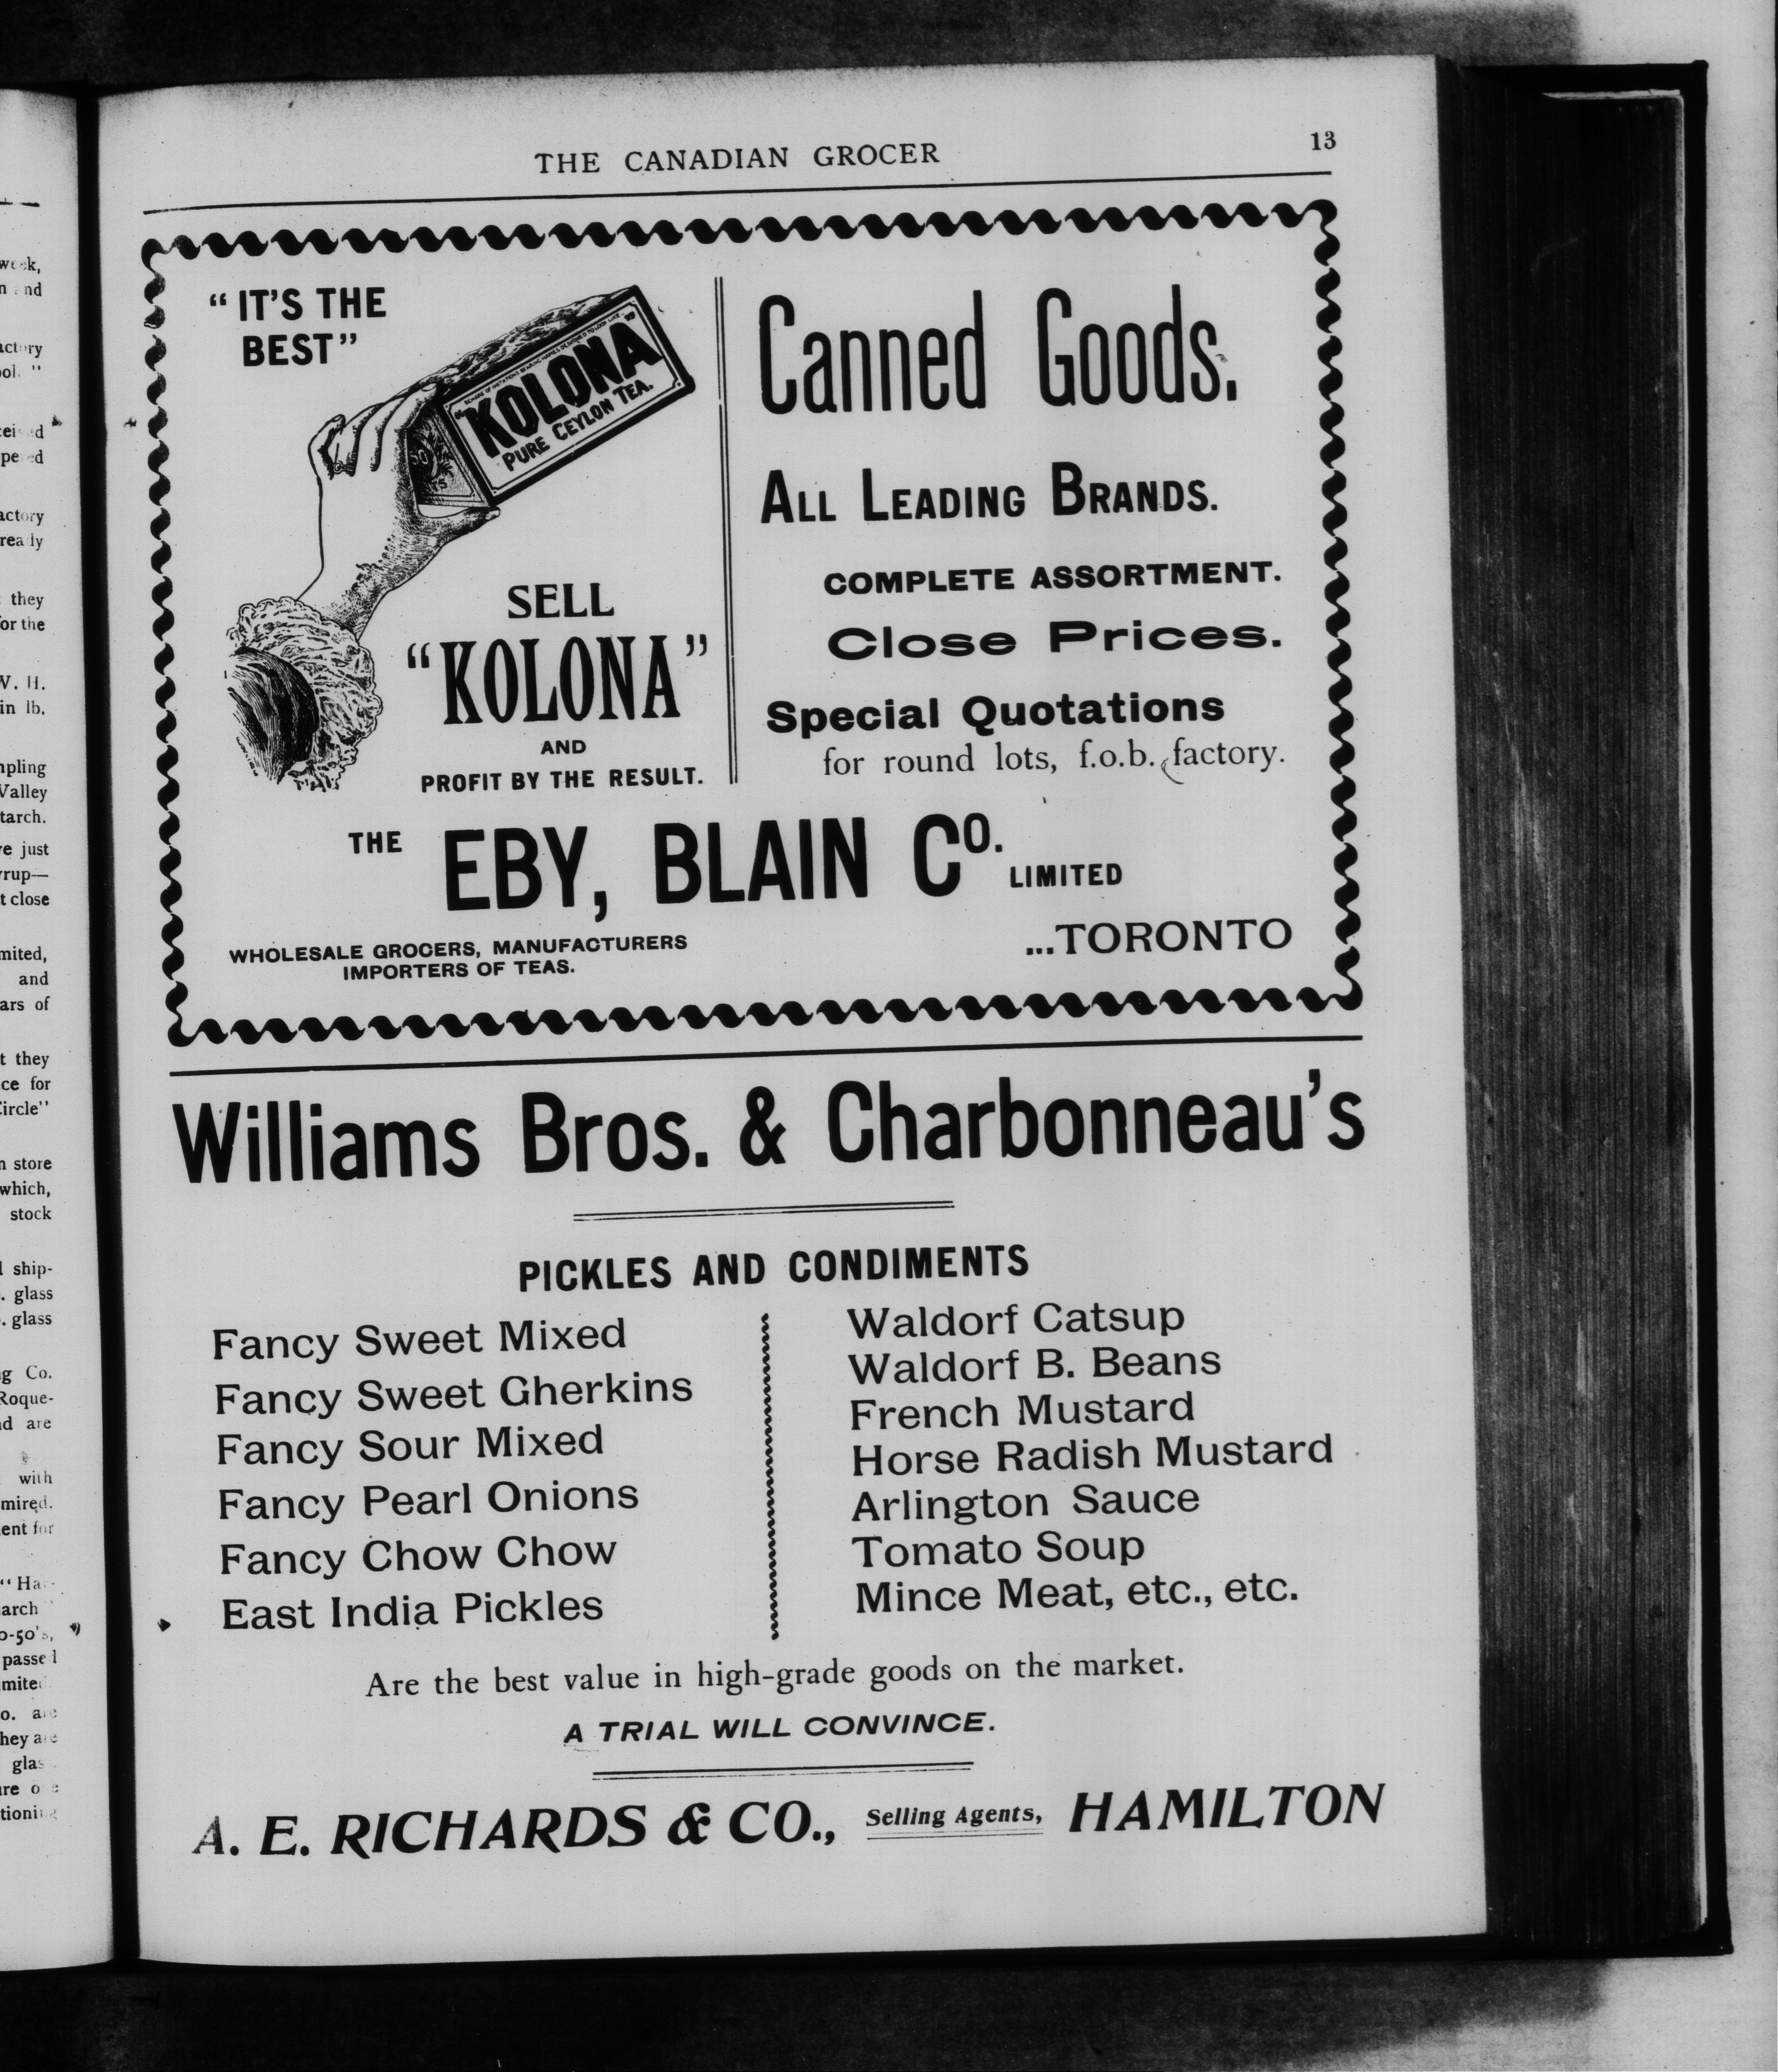 THE CANADIAN GROCER
13
“IT'S THE
BEST”
“KOLONA”
PURE CEYLON TEA.
50
SELL
“KOLONA”
AND
PROFIT BY THE RESULT.
Canned Goods.
ALL LEADING BRANDS.
COMPLETE ASSORTMENT.
Close Prices.
Special Quotations
for round lots, f.o.b. factory.
THE EBY, BLAIN CO. LIMITED
WHOLESALE GROCERS, MANUFACTURERS
IMPORTERS OF TEAS.
...TORONTO
Williams Bros. & Charbonneau's
PICKLES AND CONDIMENTS
Fancy Sweet Mixed
Fancy Sweet Gherkins
Fancy Sour Mixed
Fancy Pearl Onions
Fancy Chow Chow
East India Pickles
Waldorf Catsup
Waldorf B. Beans
French Mustard
Horse Radish Mustard
Arlington Sauce
Tomato Soup
Mince Meat, etc., etc.
Are the best value in high-grade goods on the market.
A TRIAL WILL CONVINCE.
A. E. RICHARDS & CO., Selling Agents, HAMILTON